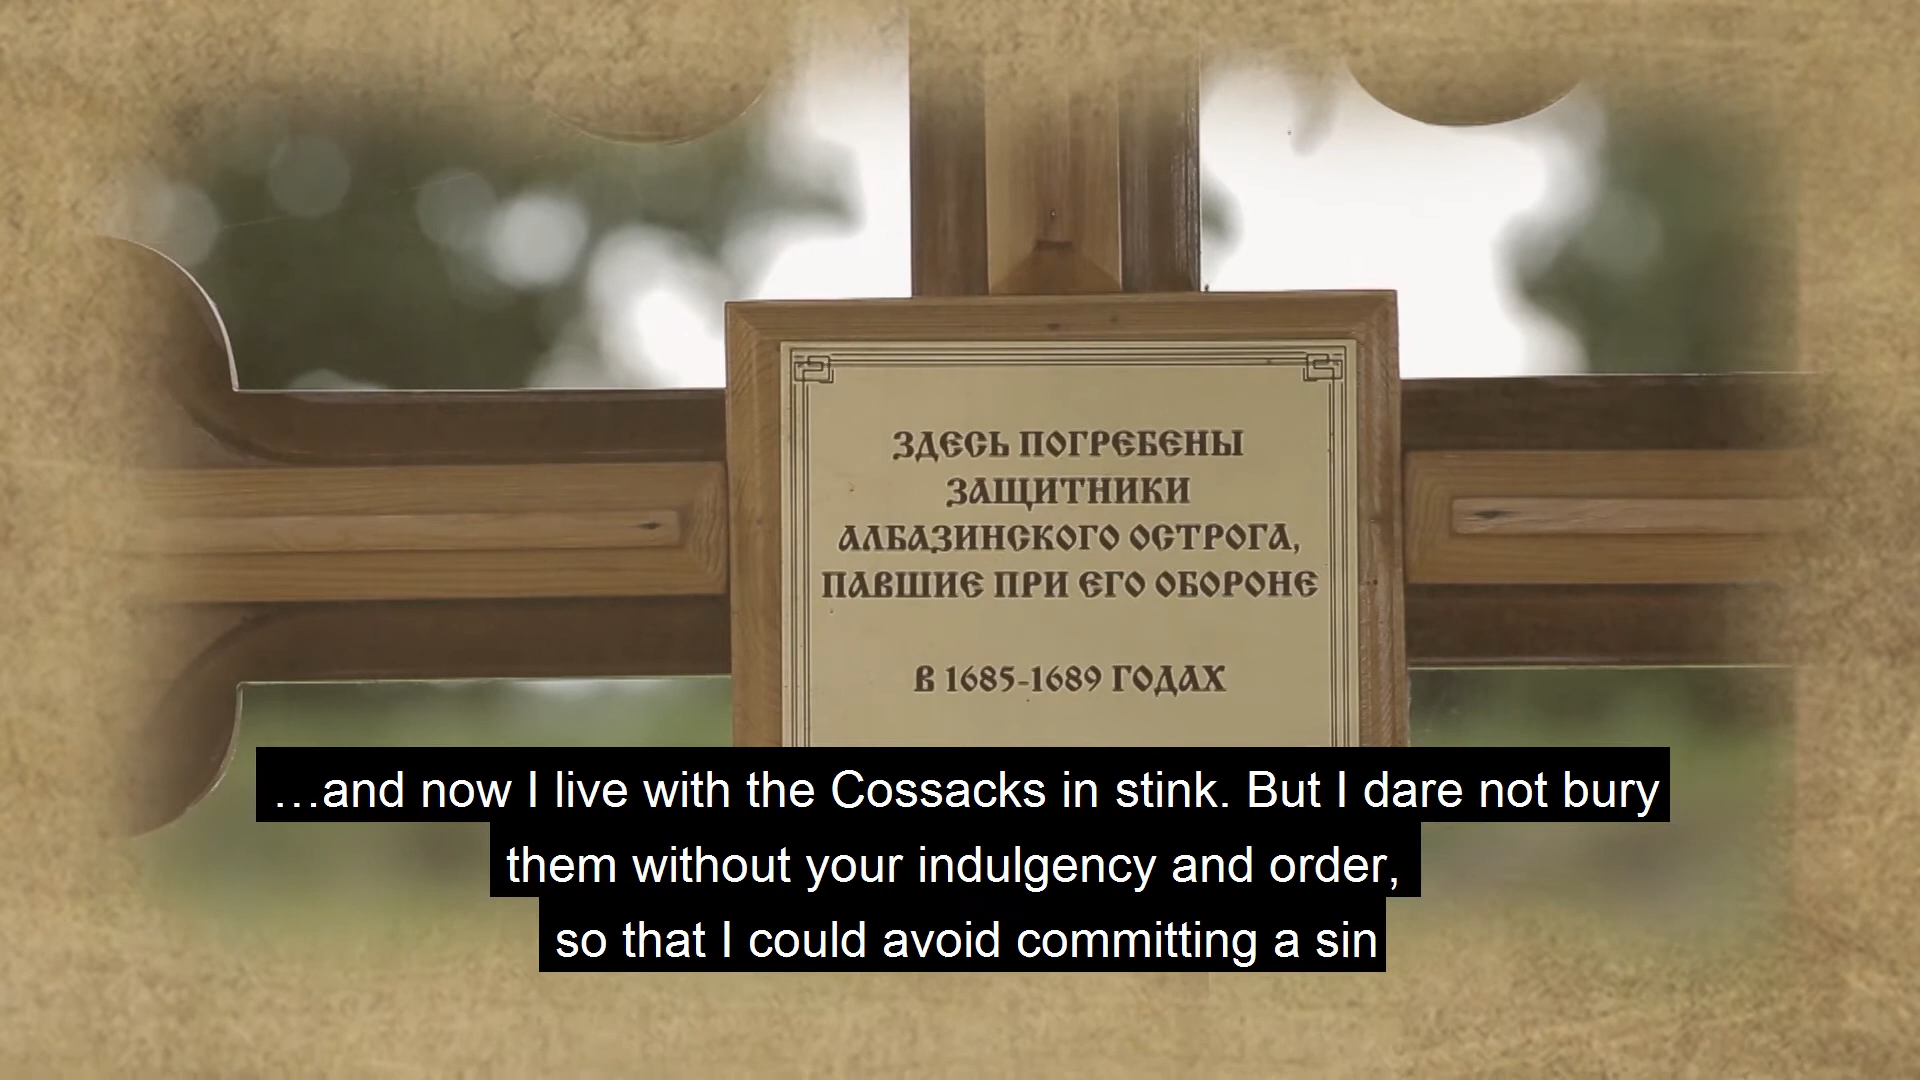 ЗДЕСЬ ПОГРЕБЕНЫ
ЗАЩИТНИКИ
АЛБАЗИНСКОГО ОСТРОГА,
ПАВШИЕ ПРИ ЕГО ОБОРОНЕ
В 1685-1689 ГОДАХ
...and now I live with the Cossacks in stink. But I dare not bury
them without your indulgency and order,
so that I could avoid committing a sin